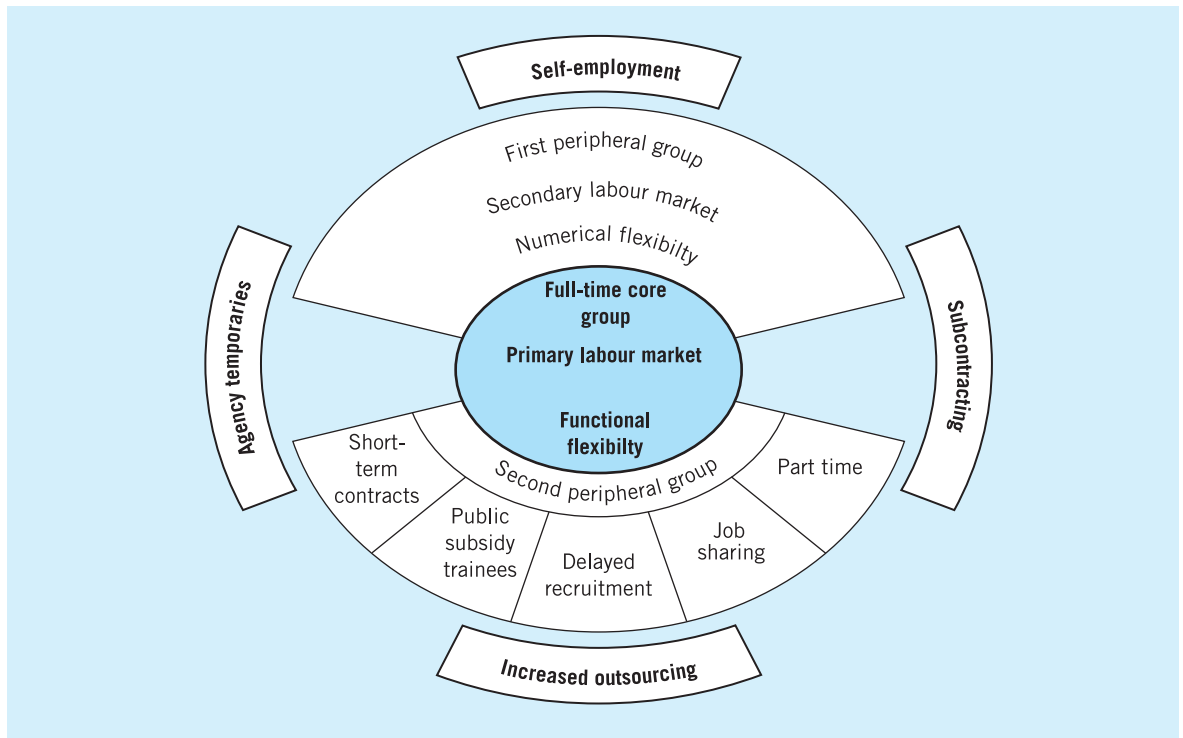 Self-employment
First peripheral group
Secondary labour market
Numerical flexibilty
Full-time core
group
Primary labour market
Functional
flexibilty
Agency temporaries
Subcontracting
Second peripheral group
Short-
term
contracts
Public
subsidy
trainees
Delayed
recruitment
Job
sharing
Part time
Increased outsourcing